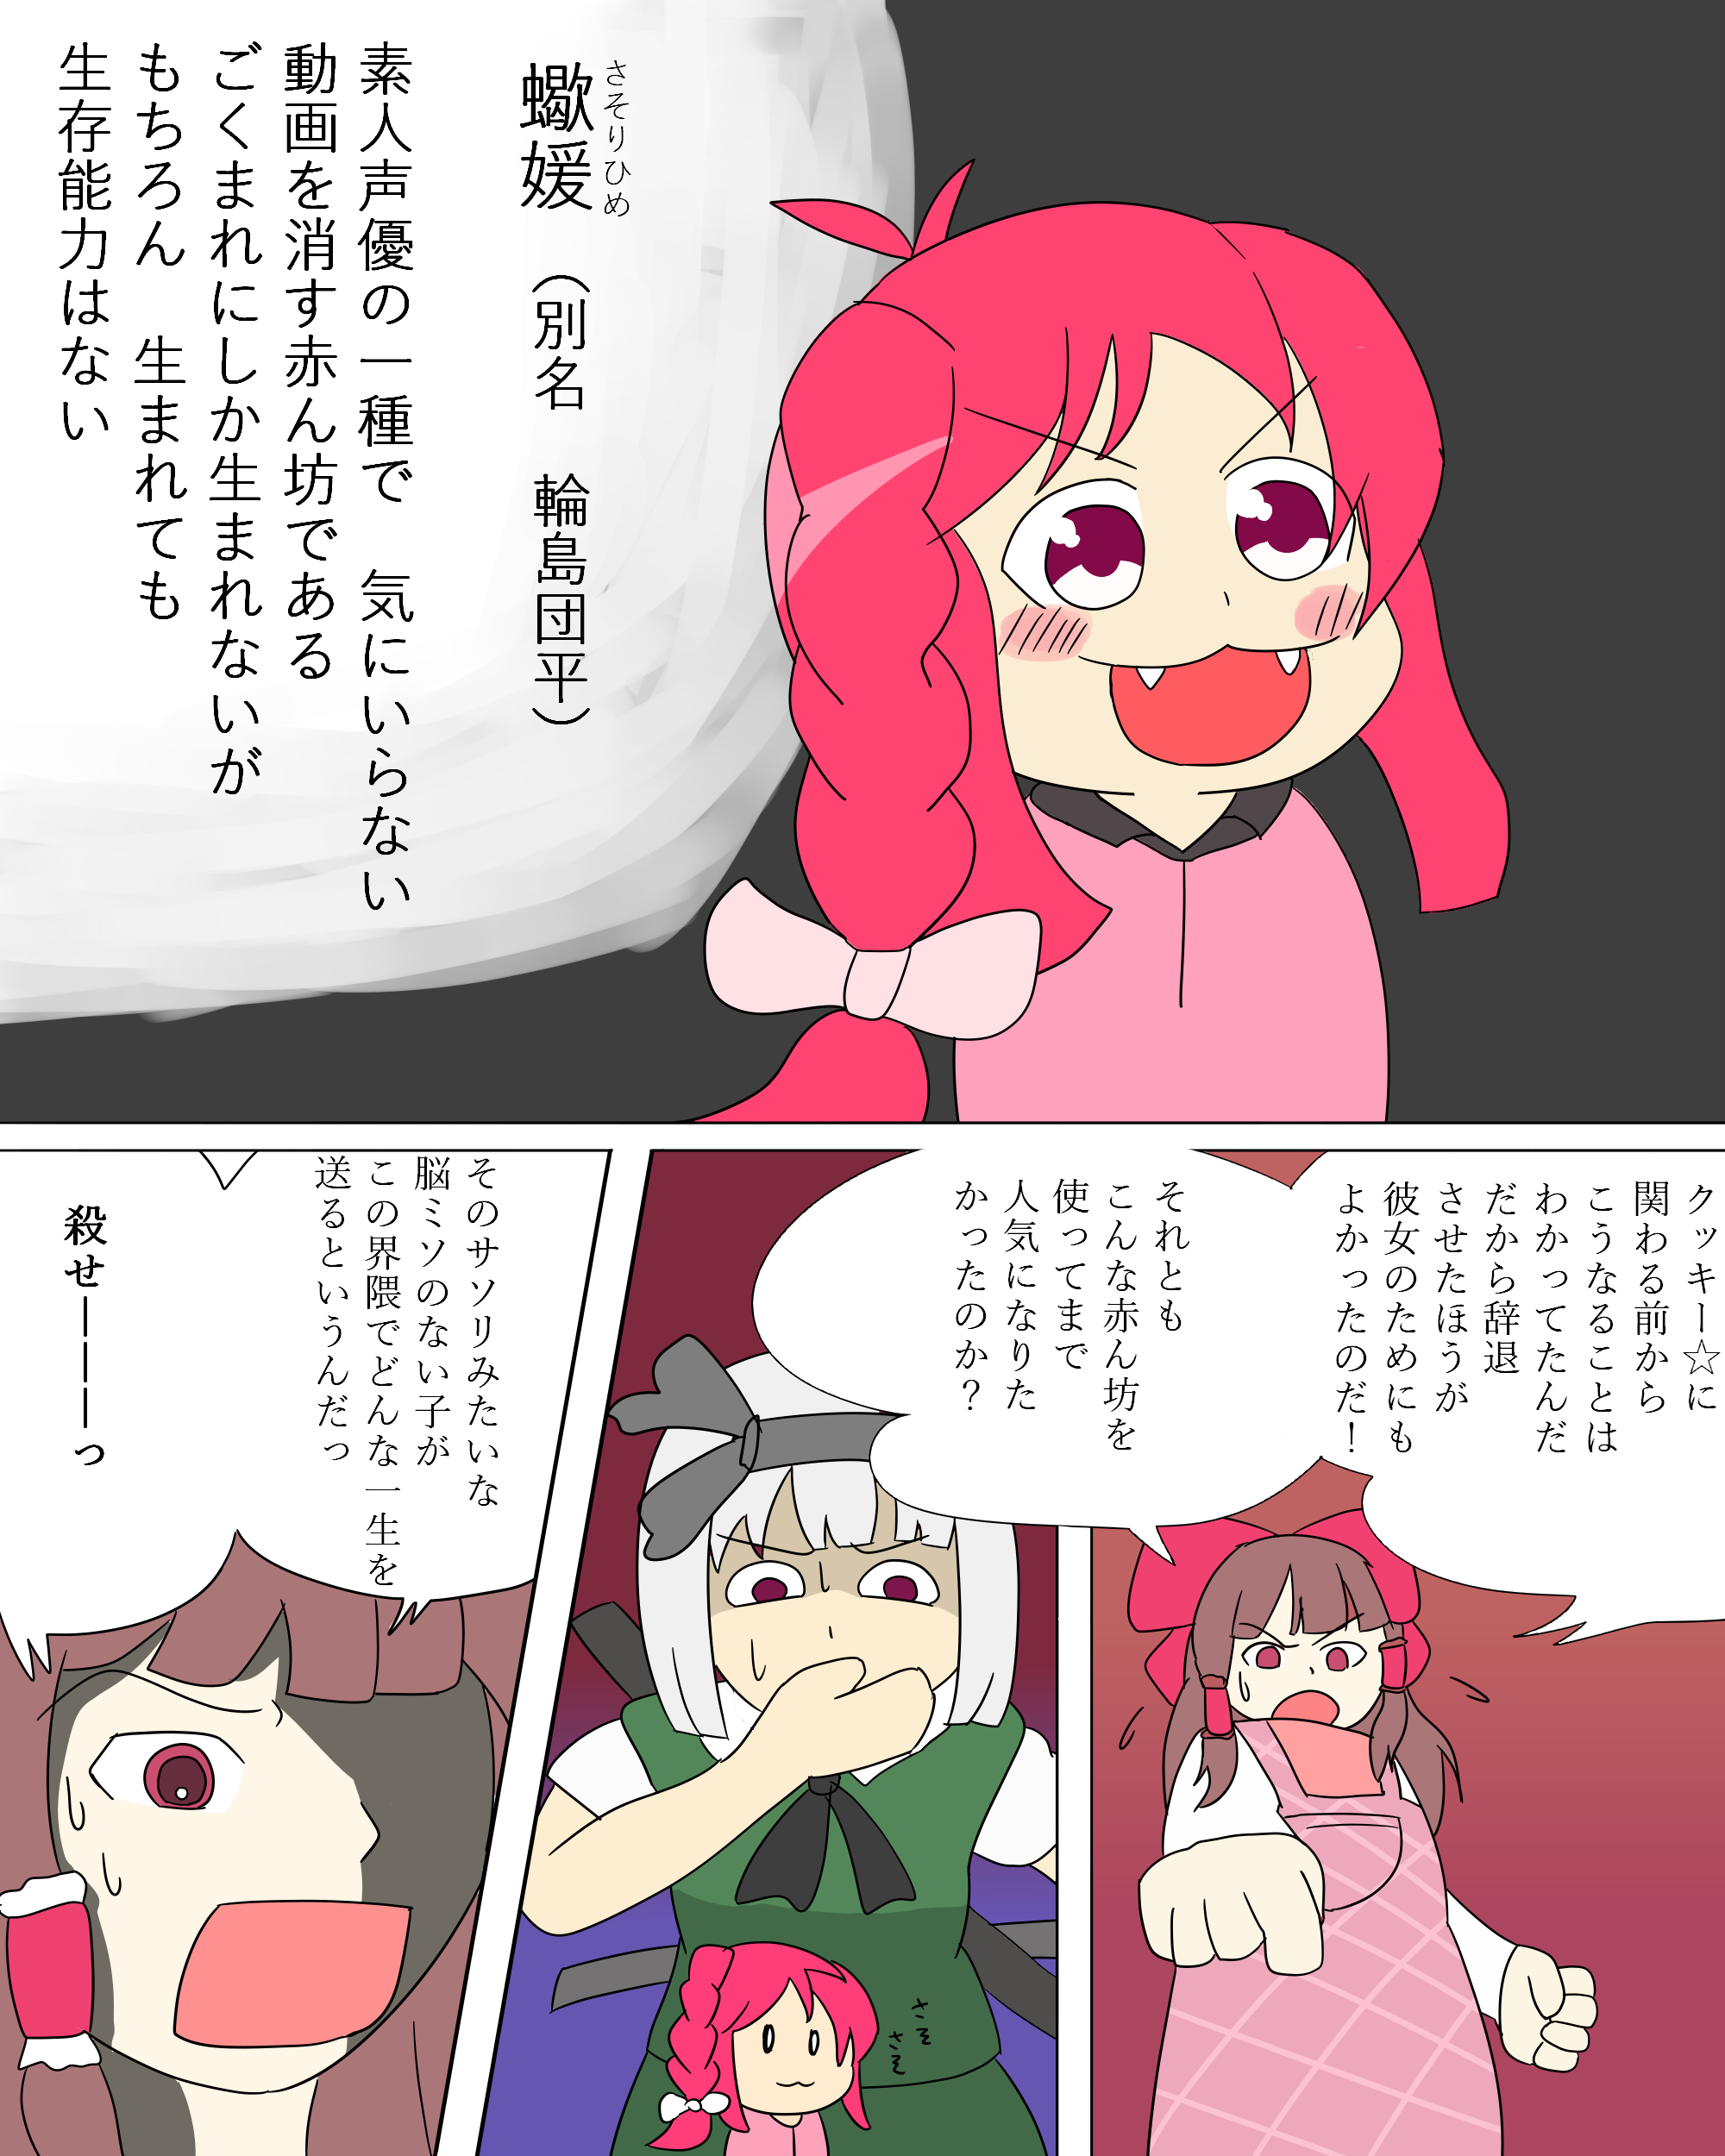 蠍媛
さそりひめ
（別名　輪島団平）
素人声優の一種で　気にいらない
動画を消す赤ん坊である
ごくまれにしか生まれないが
もちろん　生まれても
生存能力はない
クッキー☆に
関わる前から
こうなることは
わかってたんだ
だから辞退
させたほうが
彼女のためにも
よかったのだ！
それとも
こんな赤ん坊を
使ってまで
人気になりた
かったのか？
さそ
さそ
そのサソリみたいな
脳ミソのない子が
この界隈でどんな一生を
送るというんだっ
殺せ———っ